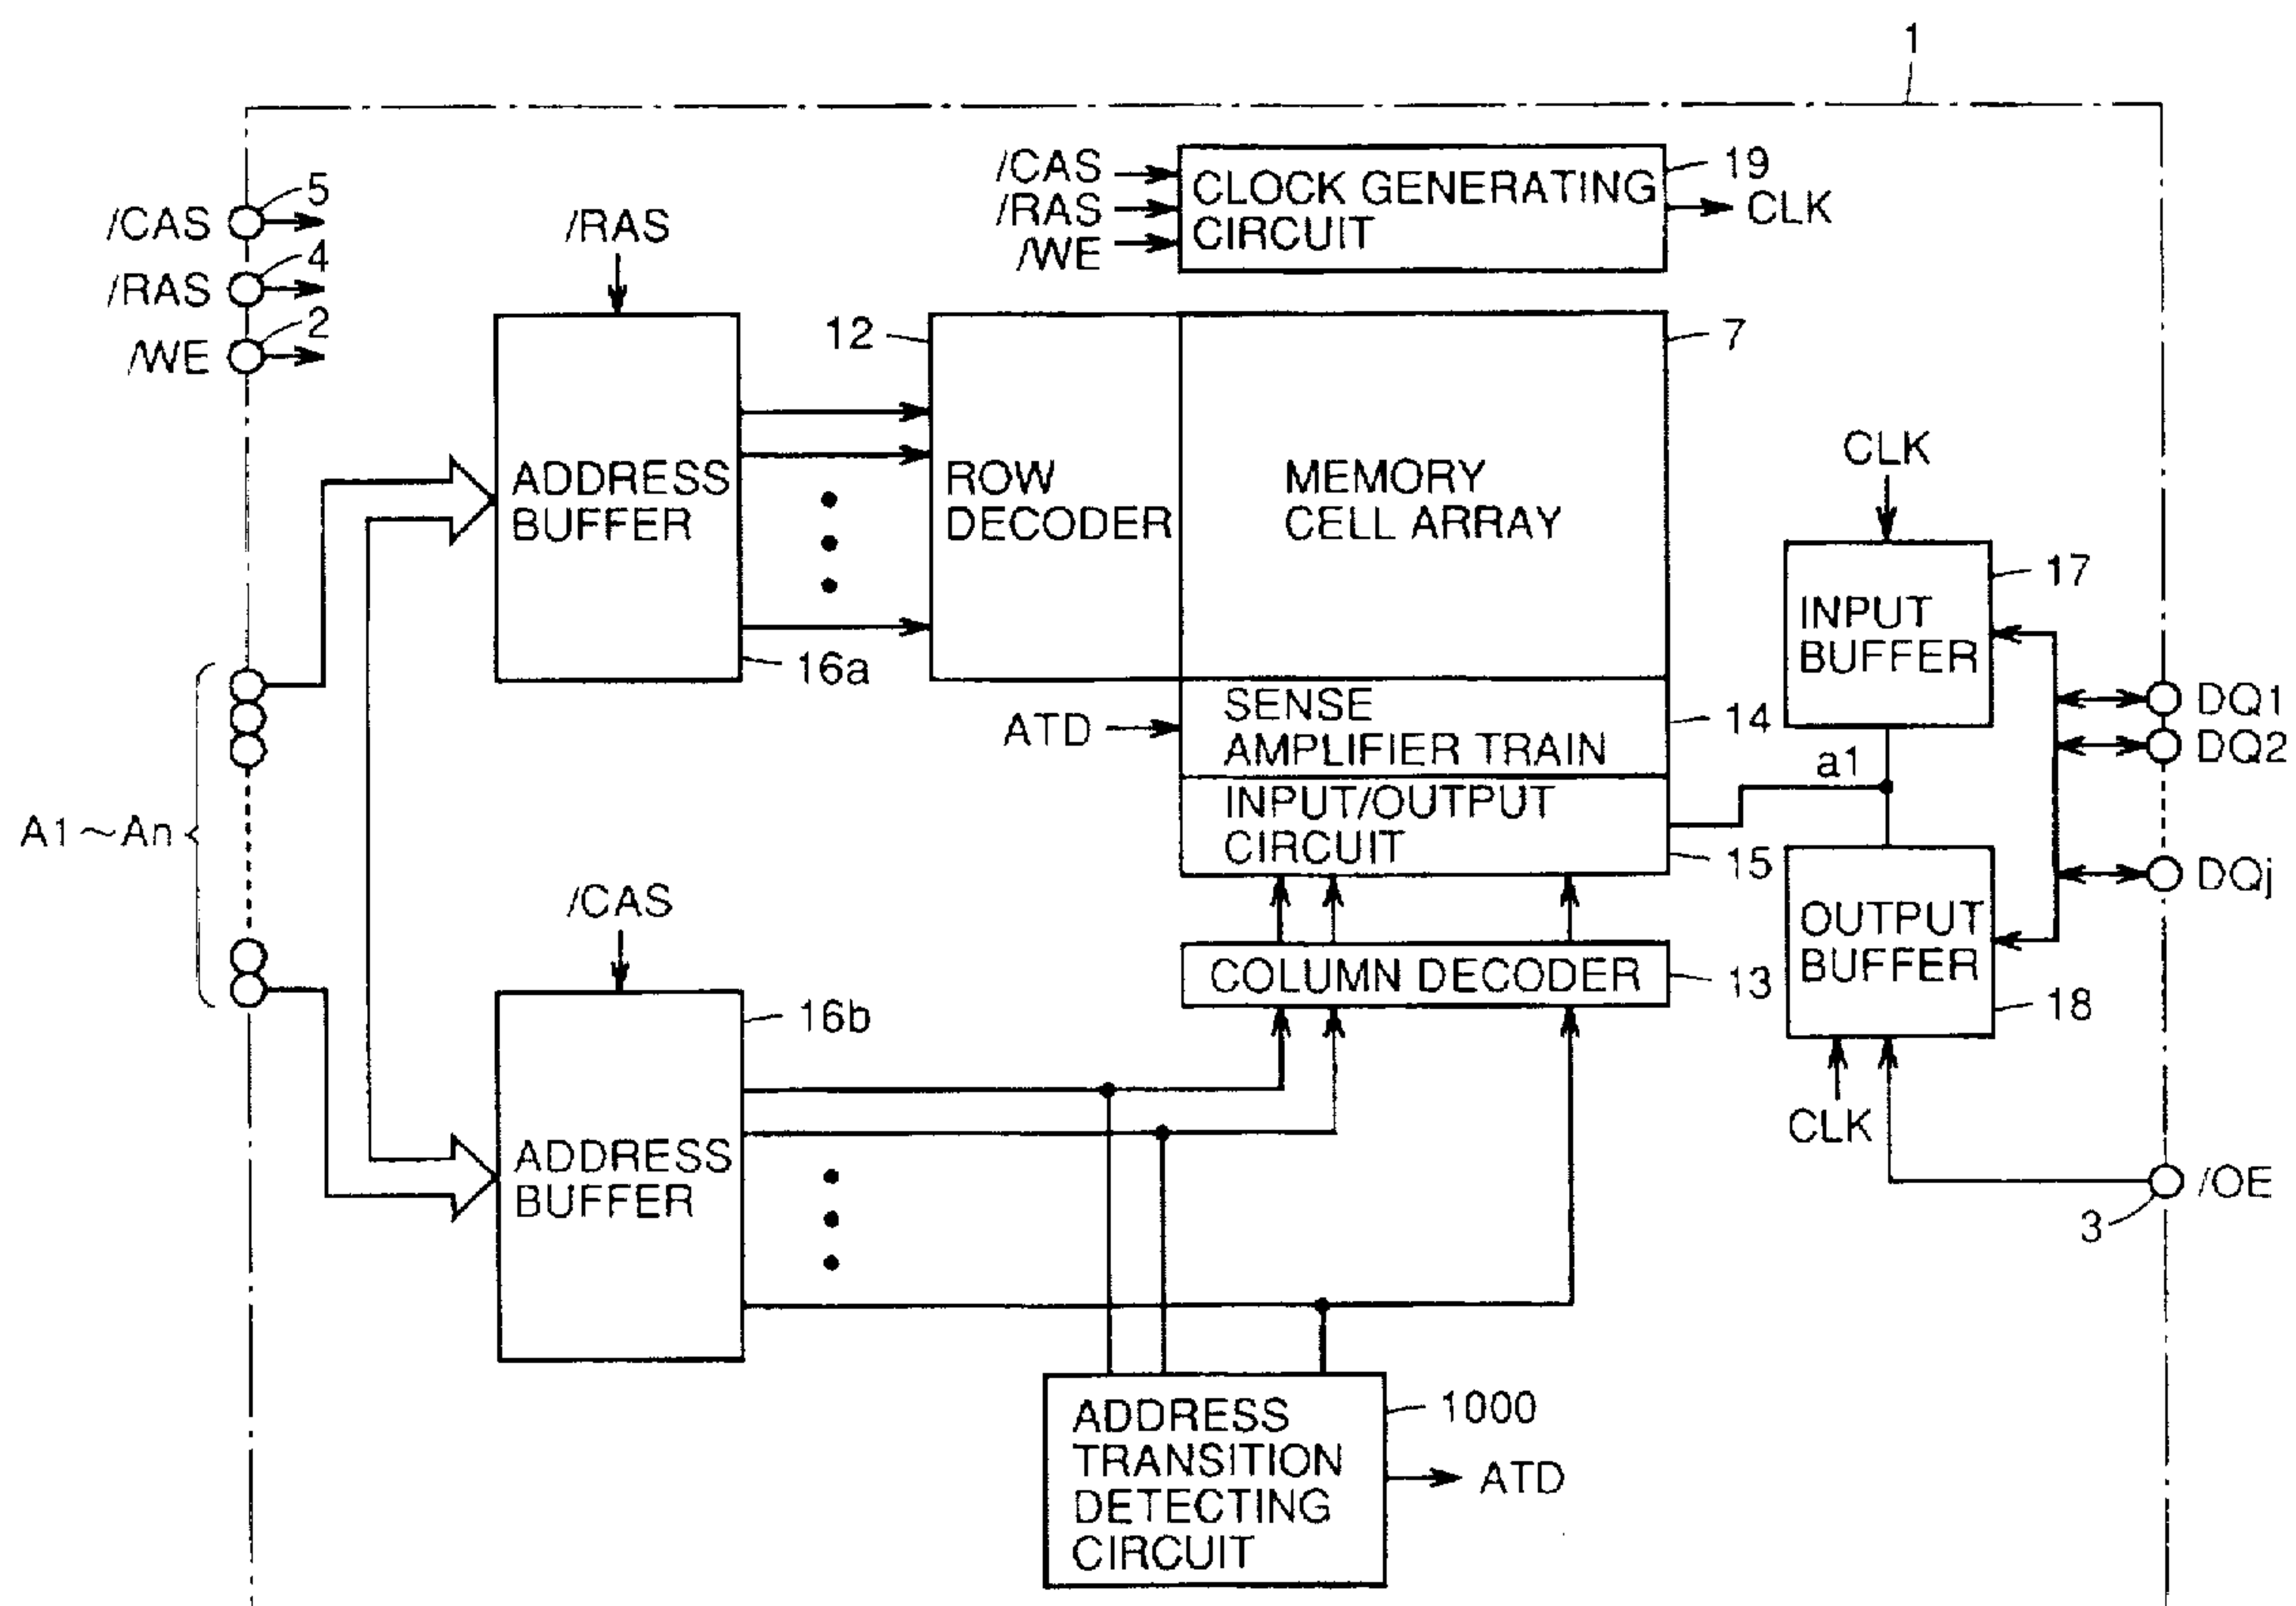 1
/CAS
/RAS
/WE
CLOCK GENERATING
CIRCUIT
19
CLK
/CAS
5
/RAS
4
/WE
2
/RAS
12
7
ADDRESS
BUFFER
16a
ROW
DECODER
MEMORY
CELL ARRAY
CLK
INPUT
BUFFER
17
ATD
SENSE
AMPLIFIER TRAIN
14
a1
DQ1
DQ2
A1~An
INPUT/OUTPUT
CIRCUIT
15
DQj
/CAS
OUTPUT
BUFFER
18
COLUMN DECODER
13
16b
ADDRESS
BUFFER
CLK
/OE
3
ADDRESS
TRANSITION
DETECTING
CIRCUIT
1000
ATD